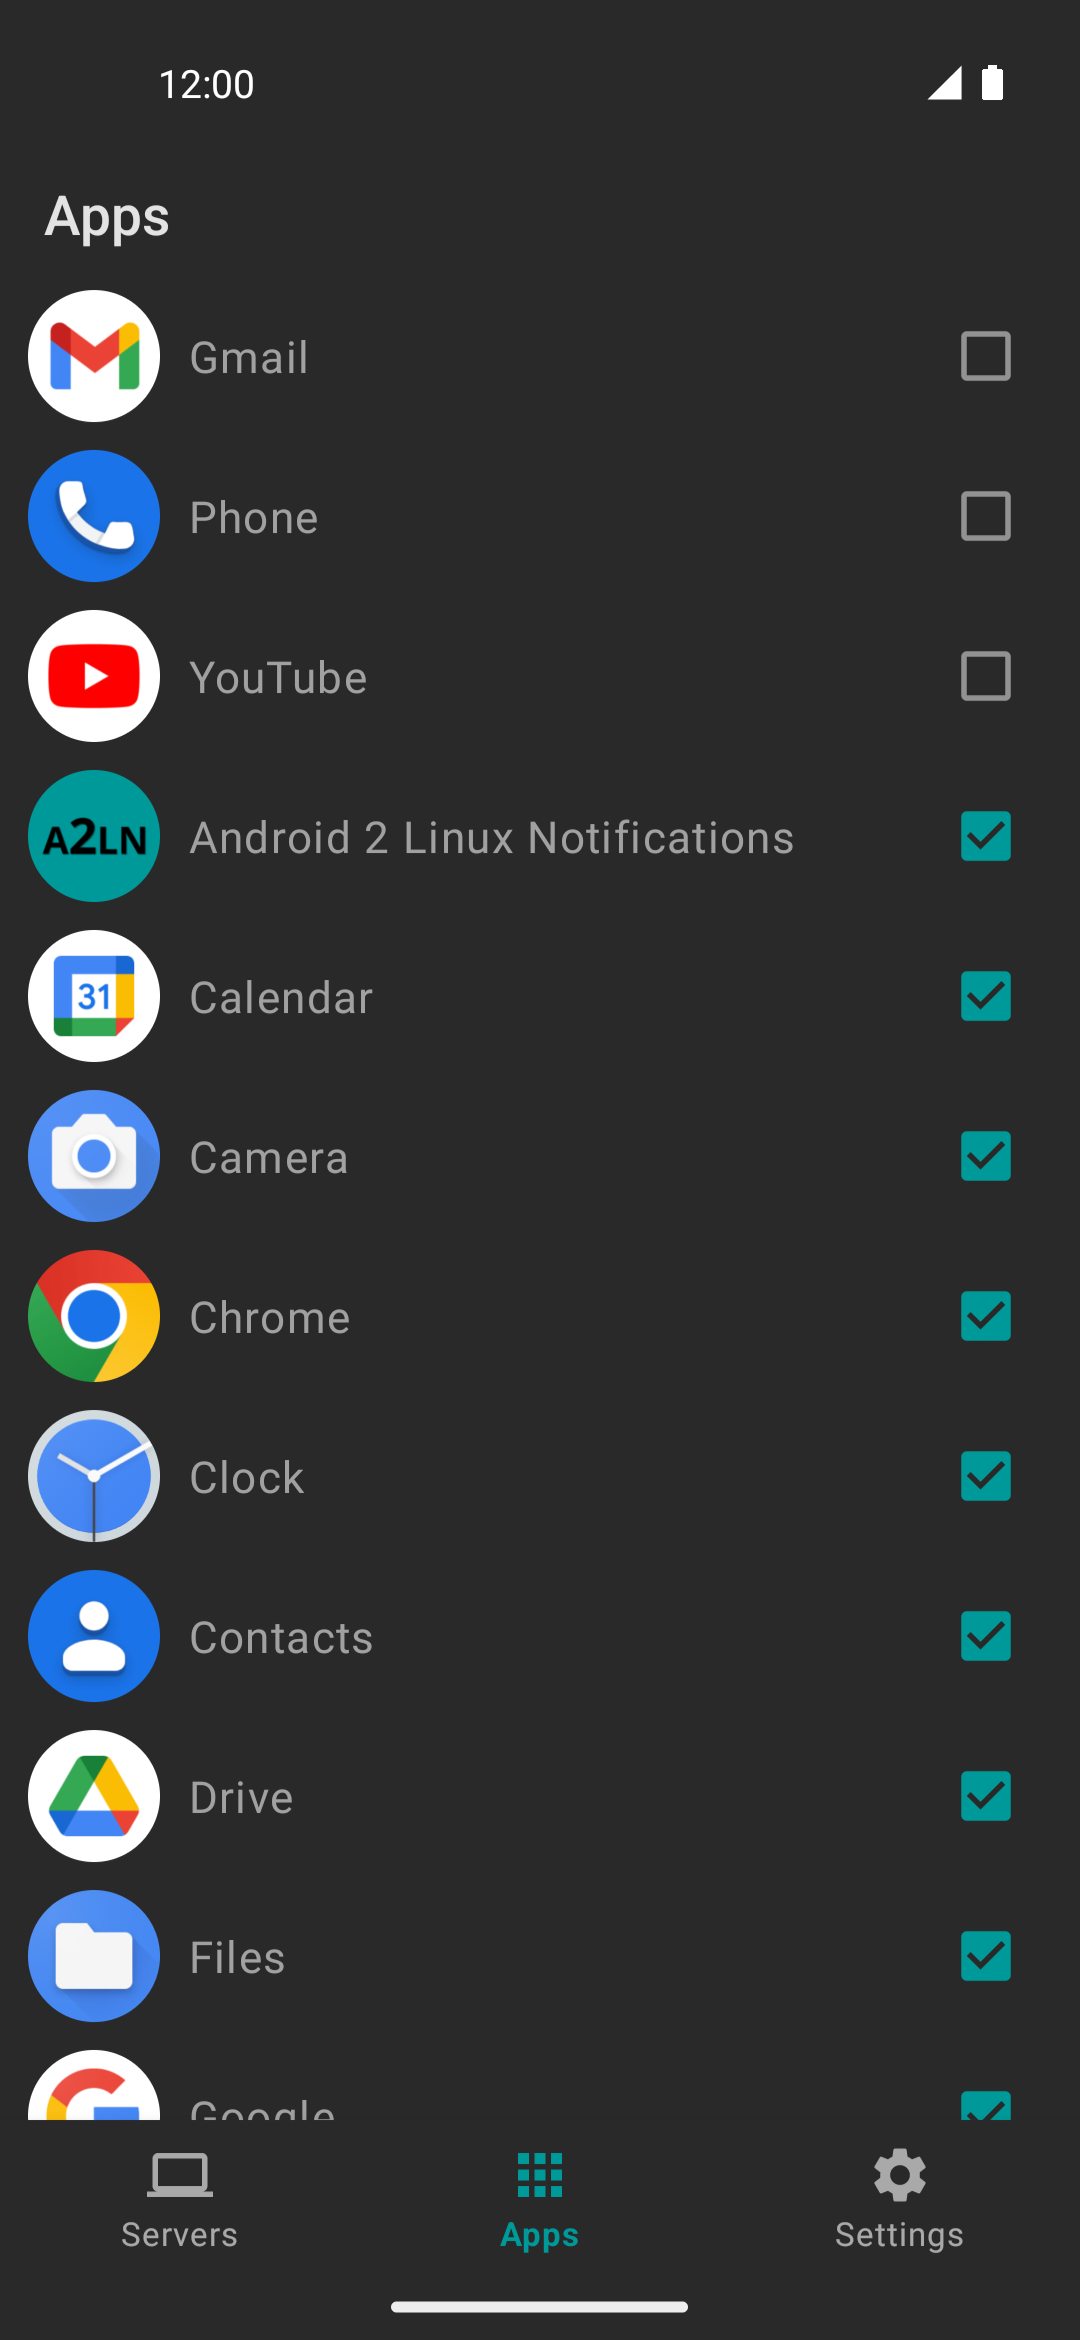 12:00
Apps
Gmail
Phone
YouTube
A2LN Android 2 Linux Notifications
31 Calendar
Camera
Chrome
Clock
Contacts
Drive
Files
Google
Servers Apps Settings